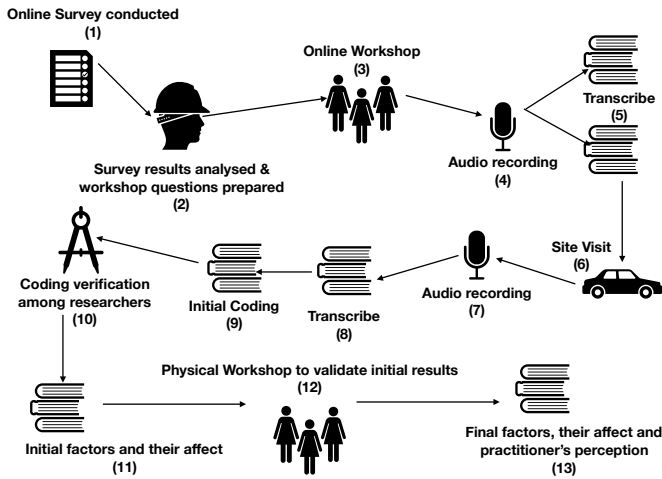 Online Survey conducted
(1)
Online Workshop
(3)
Transcribe
(5)
Audio recording
(4)
Survey results analysed &
workshop questions prepared
(2)
Site Visit
(6)
Audio recording
(7)
Transcribe
(8)
Initial Coding
(9)
Coding verification
among researchers
(10)
Initial factors and their affect
(11)
Physical Workshop to validate initial results
(12)
Final factors, their affect and
practitioner's perception
(13)